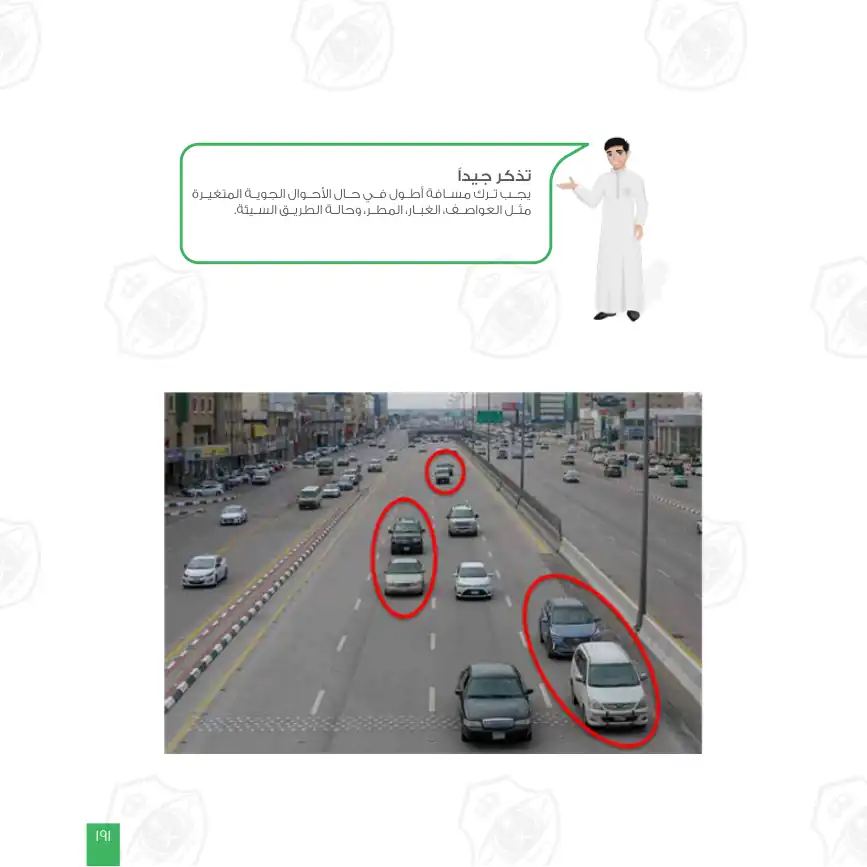 تذكر جيداً
يجب ترك مسافة أطول في حال الأحوال الجوية المتغيرة
مثل العواصف، الغبار، المطر، وحالة الطريق السيئة.
١٩١